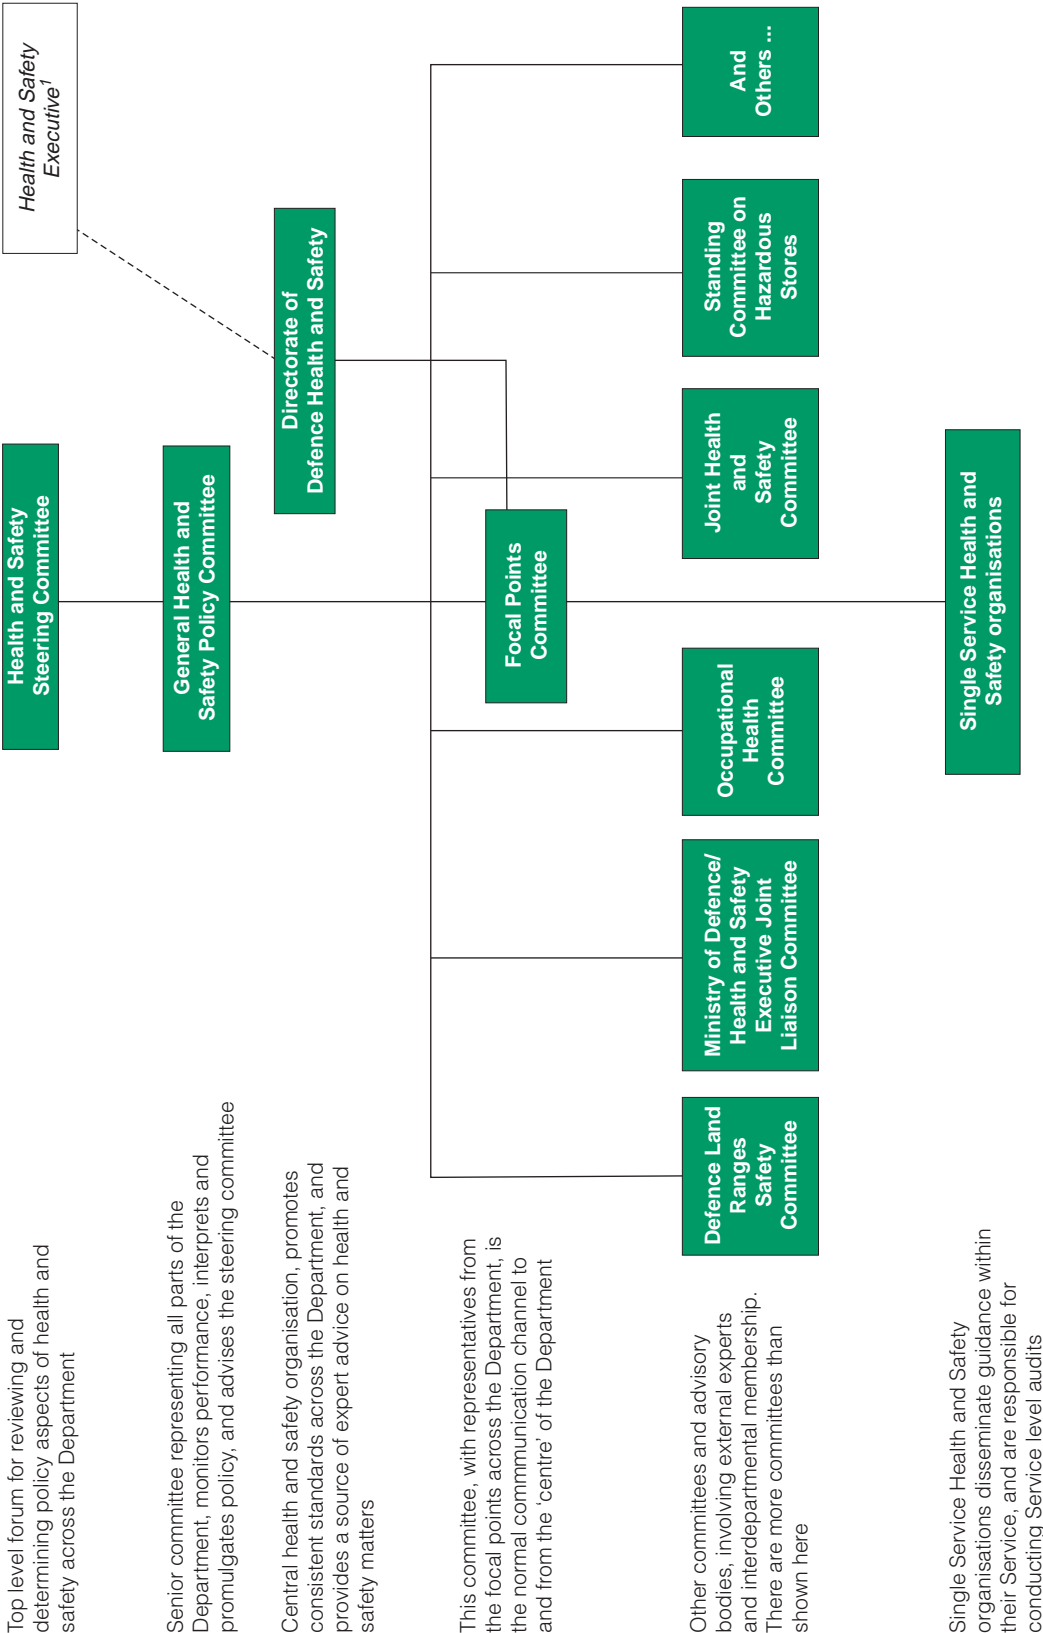 Top level forum for reviewing and
determining policy aspects of health and
safety across the Department
Health and Safety
Steering Committee
Health and Safety
Executive1
Senior committee representing all parts of the
Department, monitors performance, interprets and
promulgates policy, and advises the steering committee
General Health and
Safety Policy Committee
Central health and safety organisation, promotes
consistent standards across the Department, and
provides a source of expert advice on health and
safety matters
Directorate of
Defence Health and Safety
This committee, with representatives from
the focal points across the Department, is
the normal commmunication channel to
and from the ‘centre’ of the Department
Focal Points
Committee
Other committees and advisory
bodies, involving external experts
and interdepartmental membership.
There are more committees than
shown here
Defence Land
Ranges
Safety
Committee
Ministry of Defence/
Health and Safety
Executive Joint
Liaison Committee
Occupational
Health
Committee
Joint Health
and
Safety
Committee
Standing
Committee on
Hazardous
Stores
And
Others ...
Single Service Health and Safety
organisations disseminate guidance within
their Service, and are responsible for
conducting Service level audits
Single Service Health and
Safety organisations